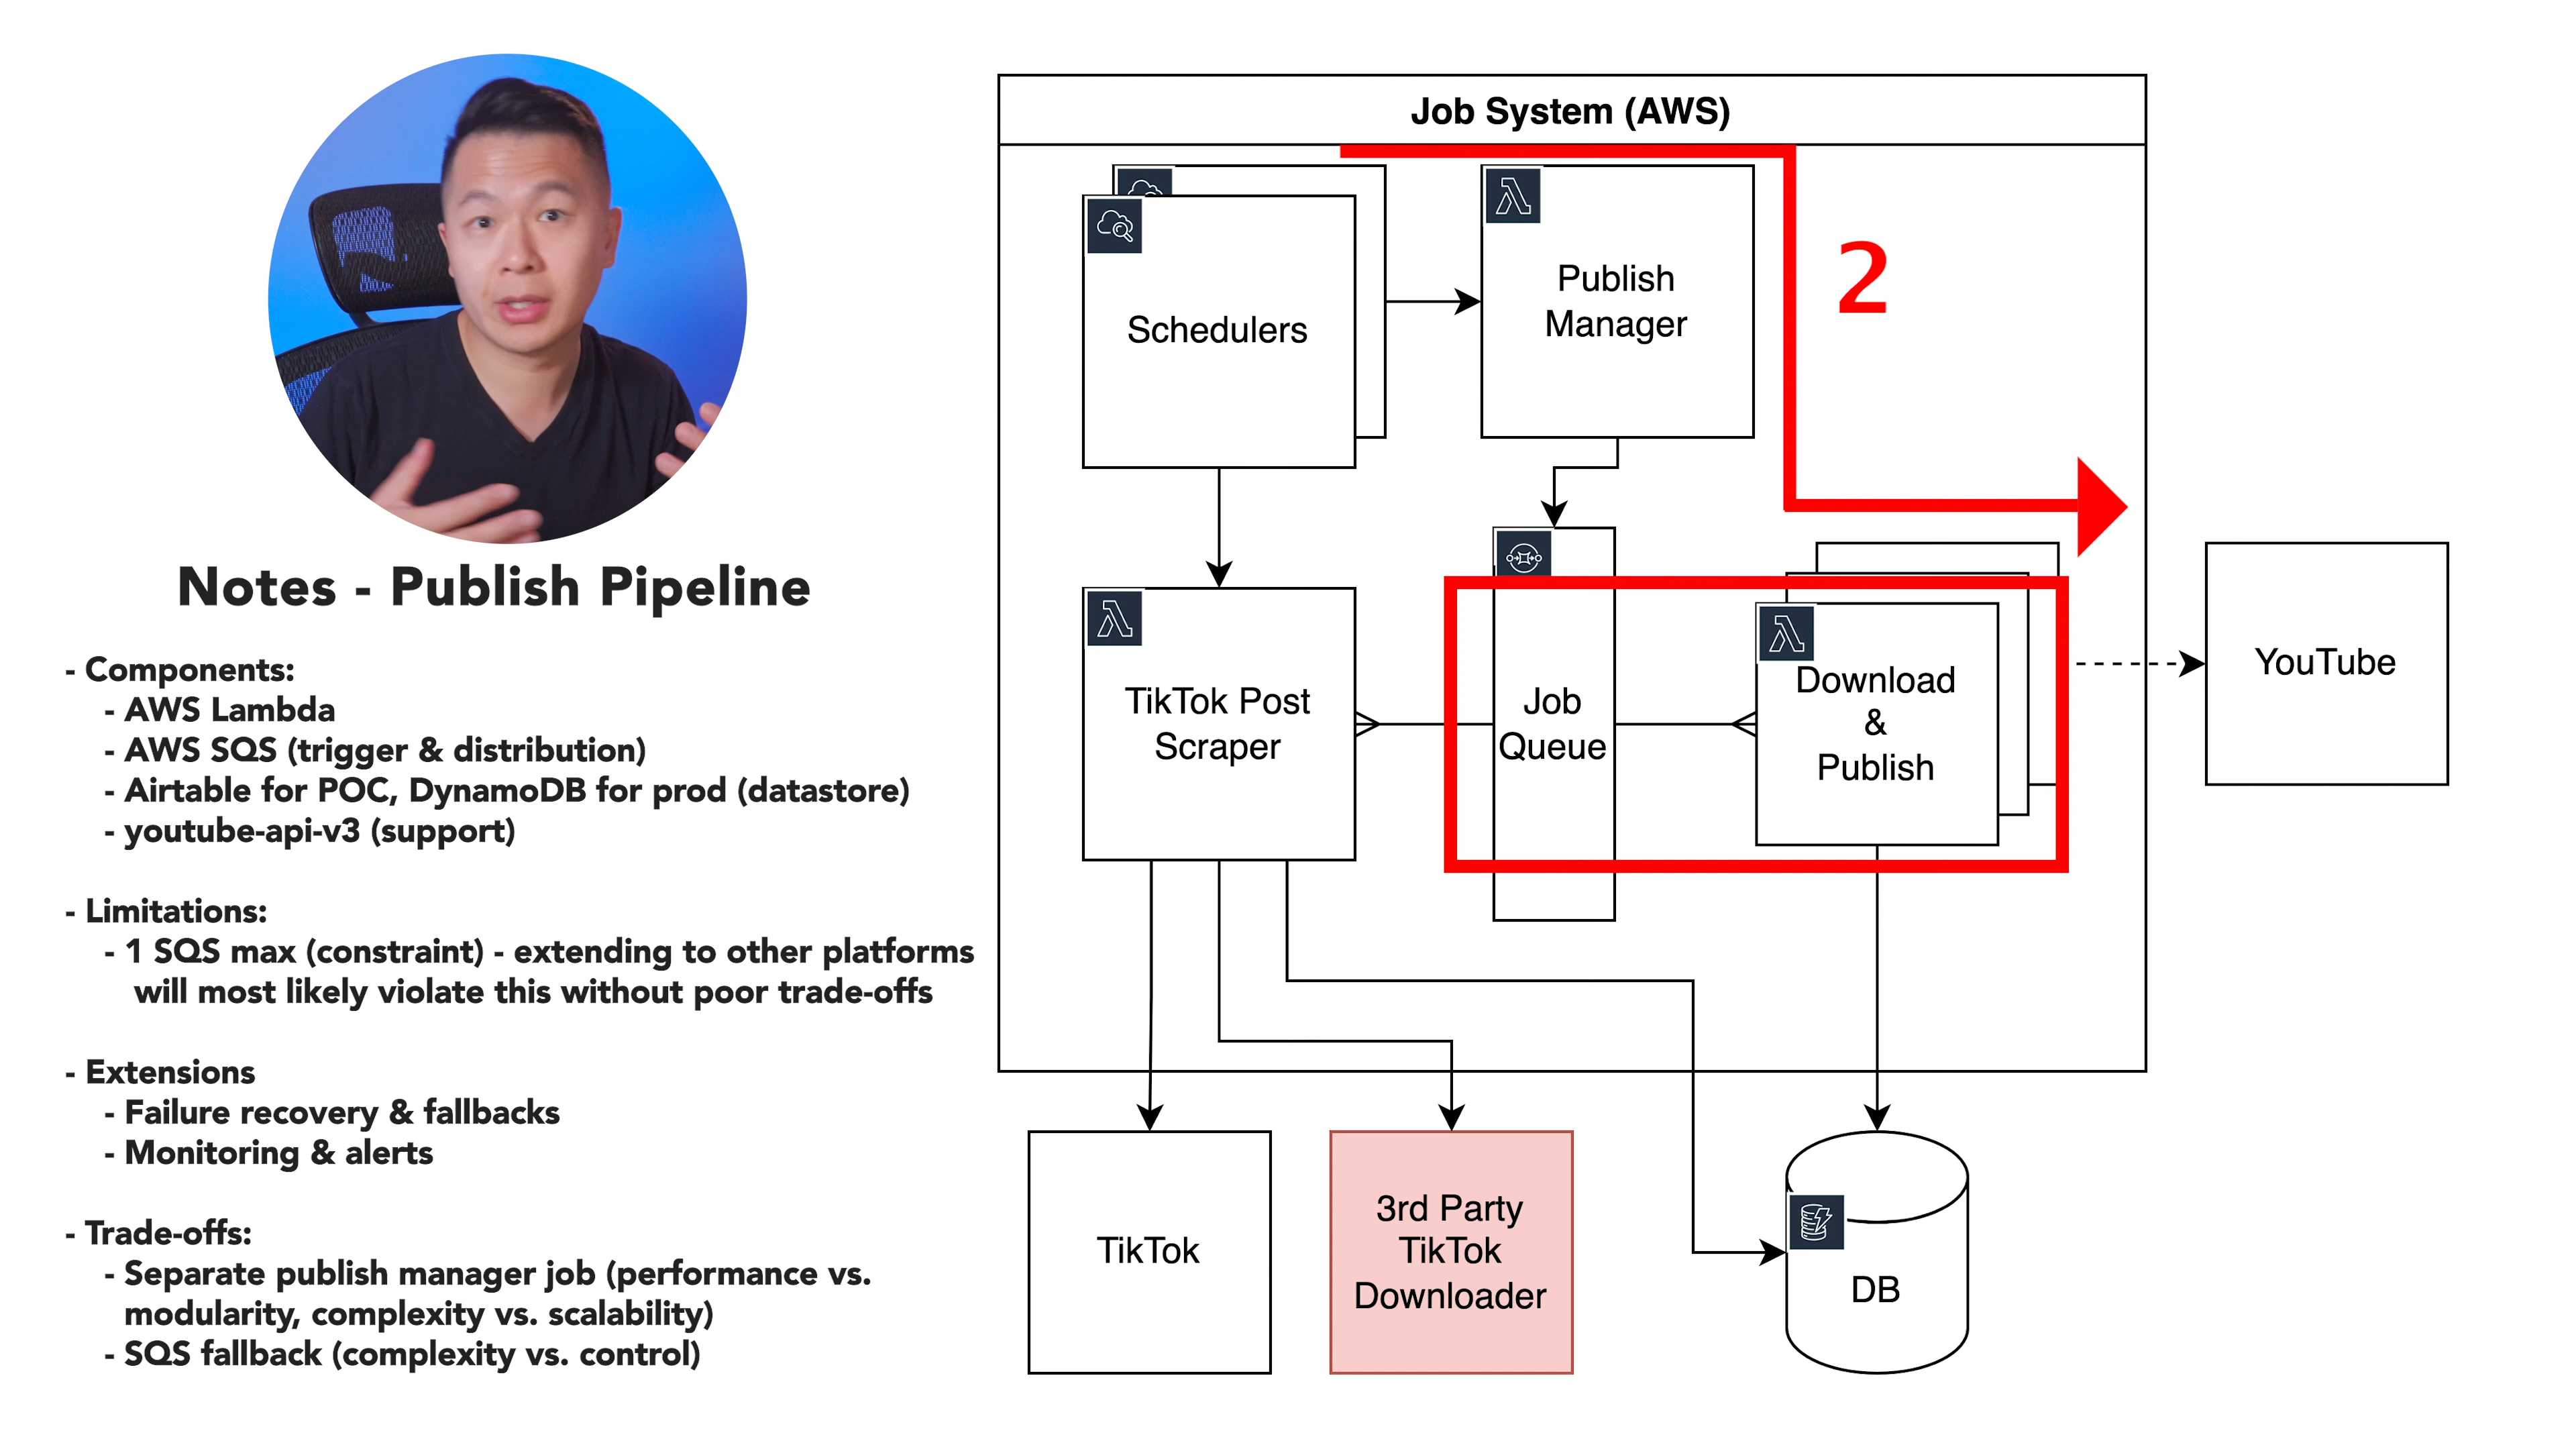 Notes - Publish Pipeline
- Components:
- AWS Lambda
- AWS SQS (trigger & distribution)
- Airtable for POC, DynamoDB for prod (datastore)
- youtube-api-v3 (support)
- Limitations:
- 1 SQS max (constraint) - extending to other platforms
will most likely violate this without poor trade-offs
- Extensions
- Failure recovery & fallbacks
- Monitoring & alerts
- Trade-offs:
- Separate publish manager job (performance vs.
modularity, complexity vs. scalability)
- SQS fallback (complexity vs. control)
Job System (AWS)
Schedulers
Publish
Manager
2
TikTok Post
Scraper
Job
Queue
Download
&
Publish
YouTube
TikTok
3rd Party
TikTok
Downloader
DB